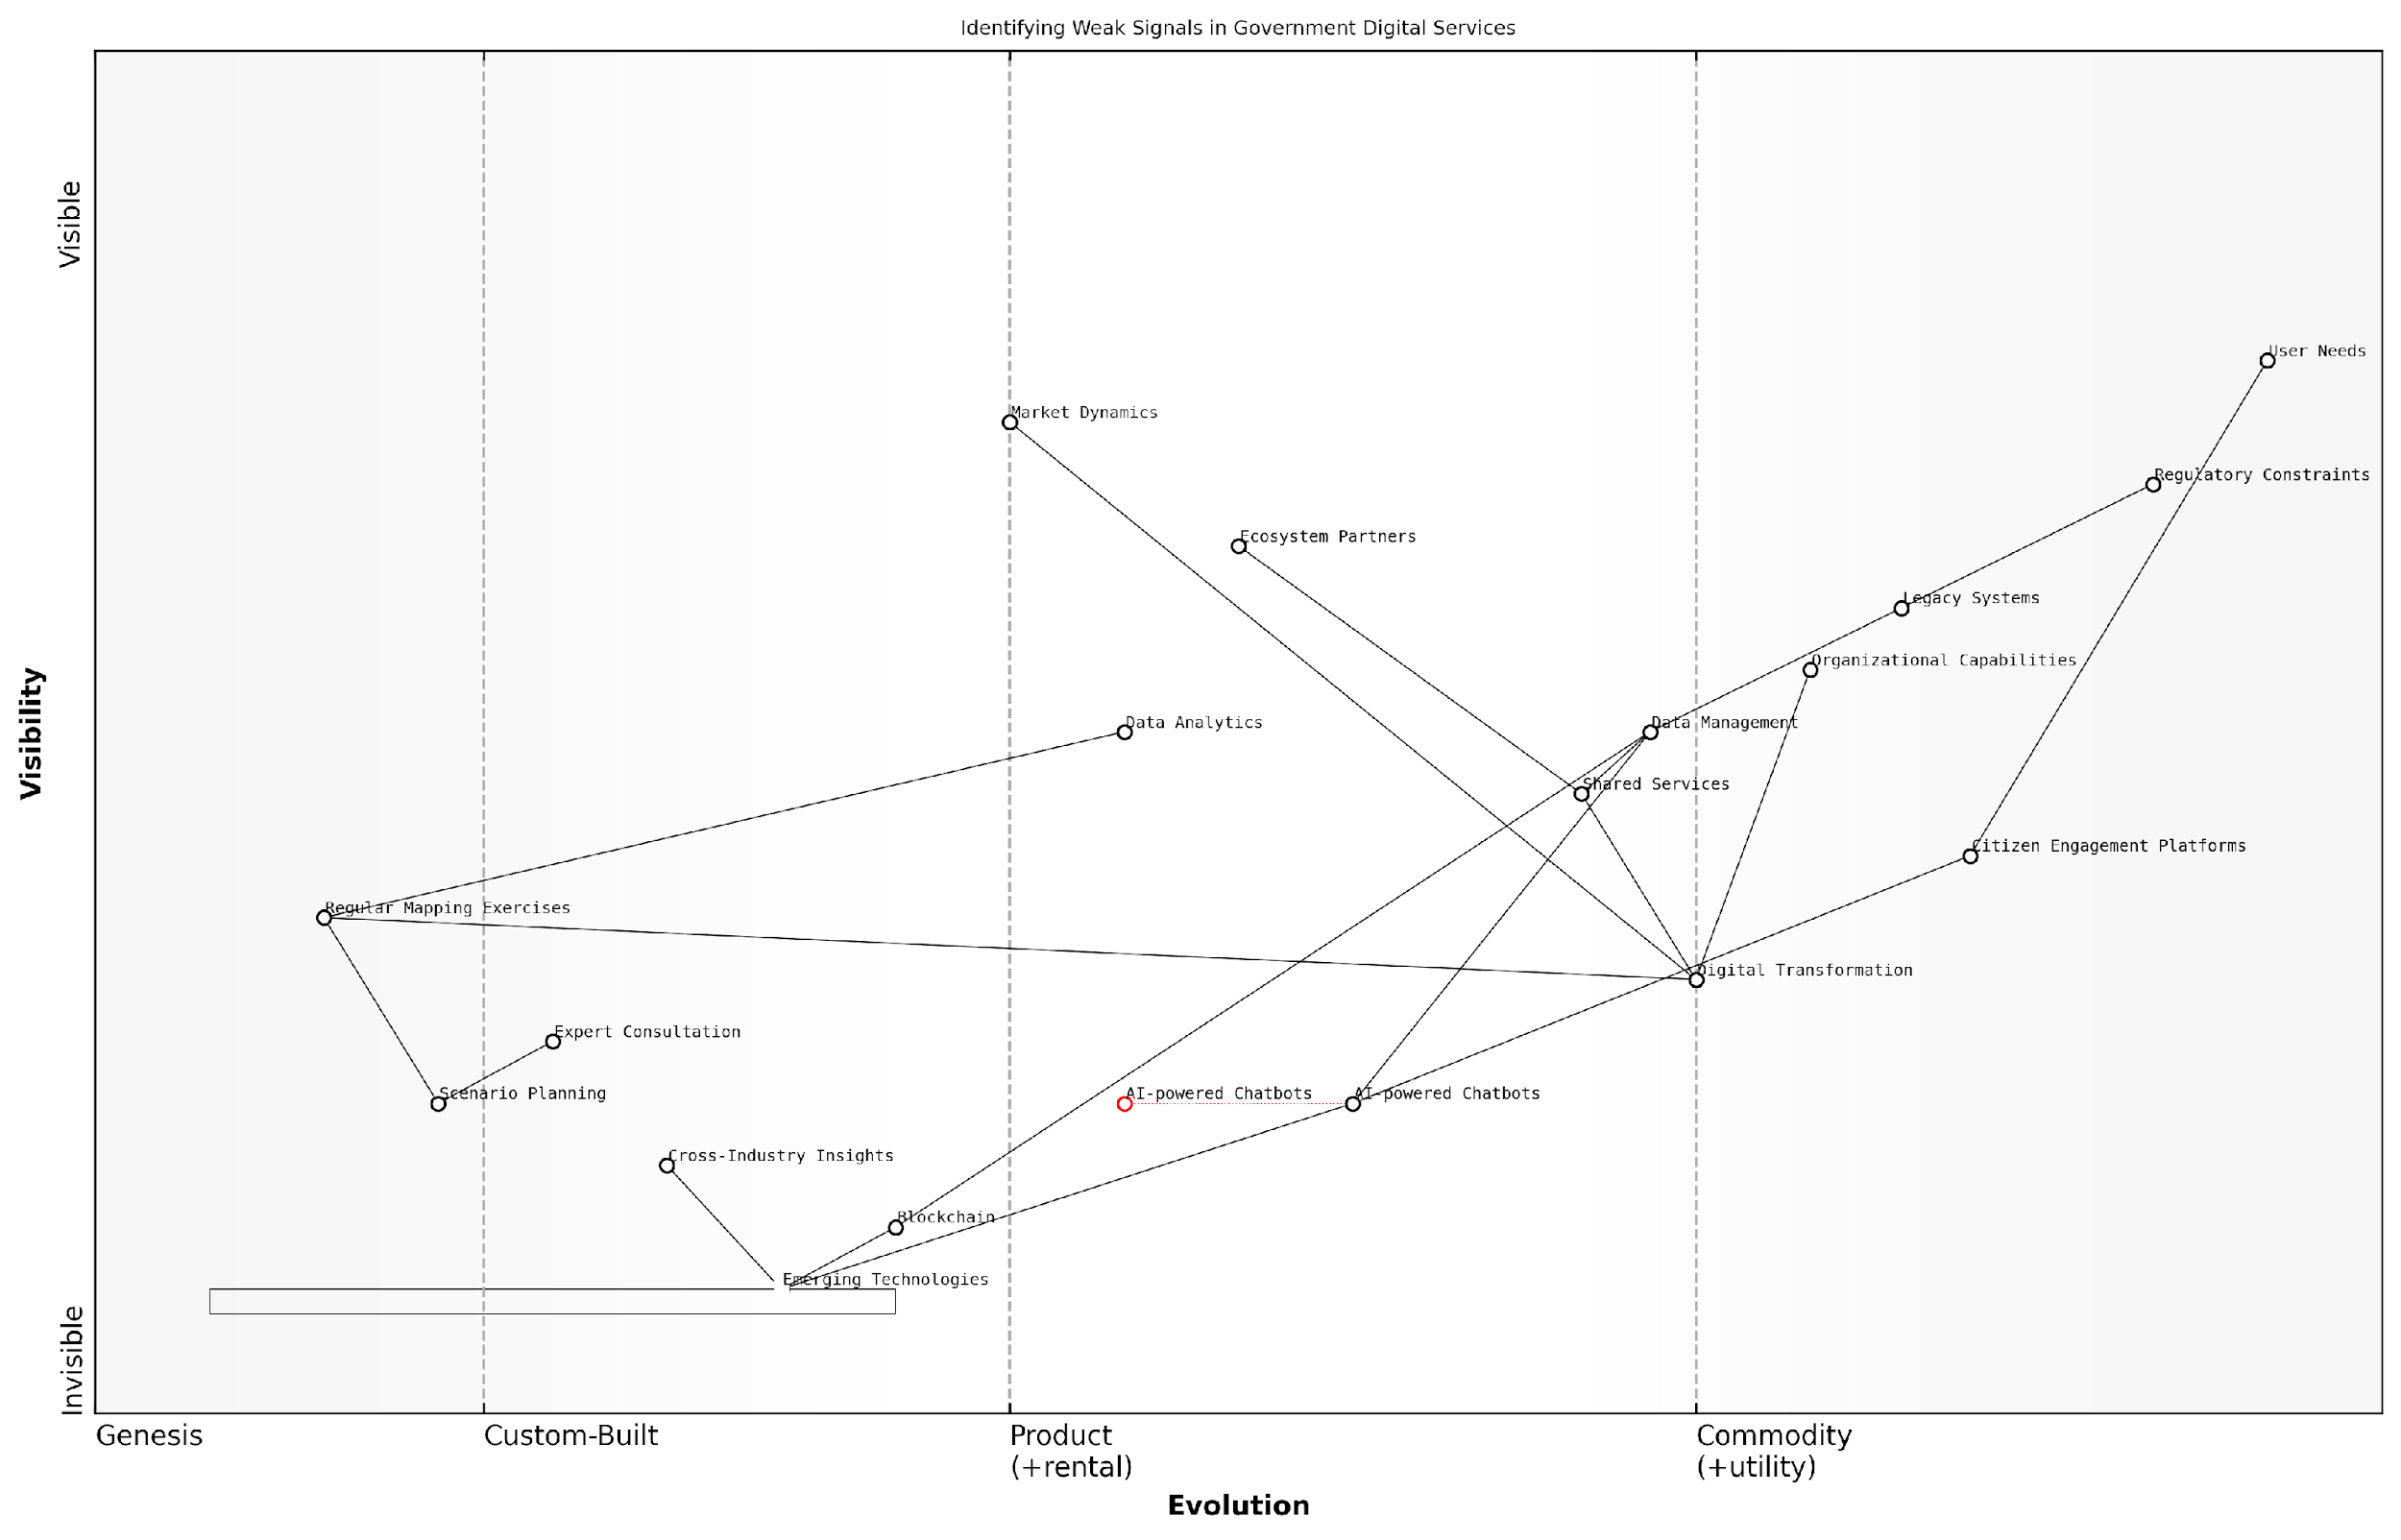 Identifying Weak Signals in Government Digital Services
Visible
User Needs
Market Dynamics
Regulatory Constraints
Ecosystem Partners
Legacy Systems
Organizational Capabilities
Data Analytics
Data Management
Shared Services
Visibility
Citizen Engagement Platforms
Regular Mapping Exercises
Digital Transformation
Expert Consultation
Scenario Planning
AI-powered Chatbots
AI-powered Chatbots
Cross-Industry Insights
Blockchain
Emerging Technologies
Invisible
Genesis
Custom-Built
Product
(+rental)
Commodity
(+utility)
Evolution